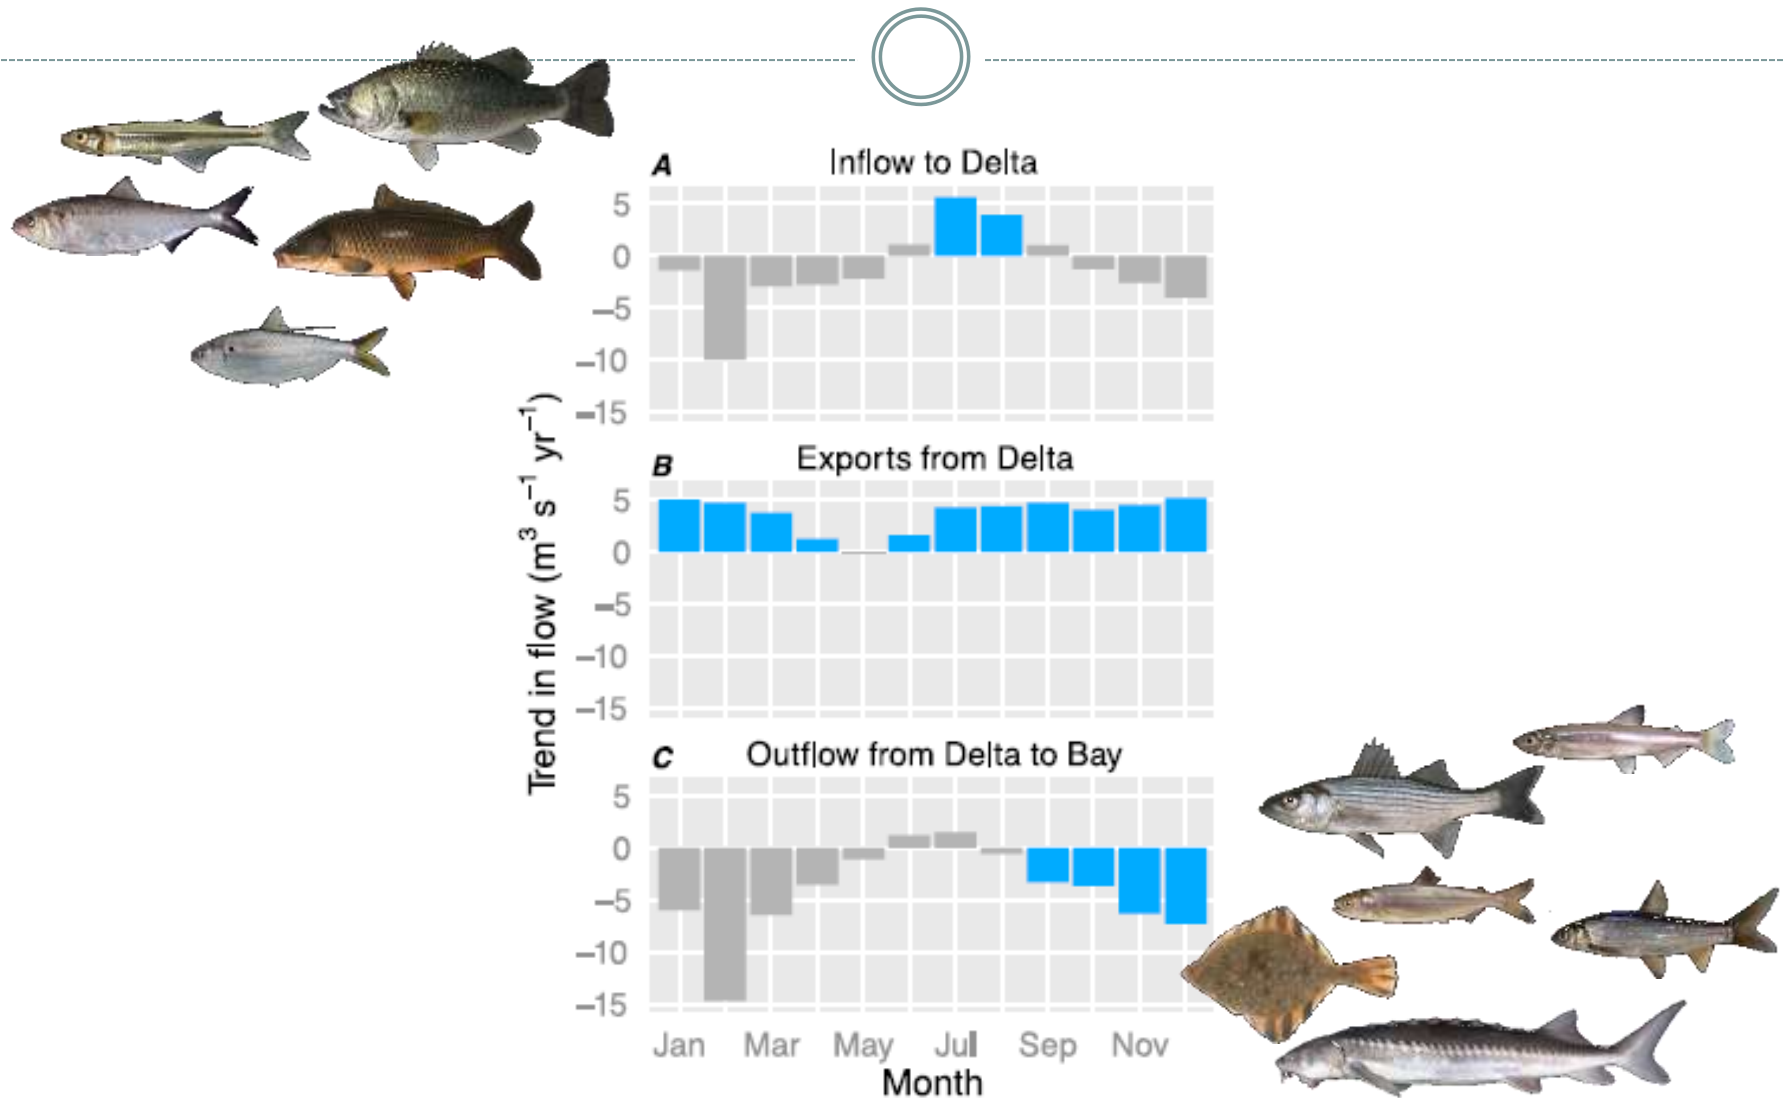 A Inflow to Delta
5
0
−5
−10
−15
B Exports from Delta
5
0
−5
−10
−15
C Outflow from Delta to Bay
5
0
−5
−10
−15
Trend in flow (m³ s⁻¹ yr⁻¹)
Jan Mar May Jul Sep Nov
Month